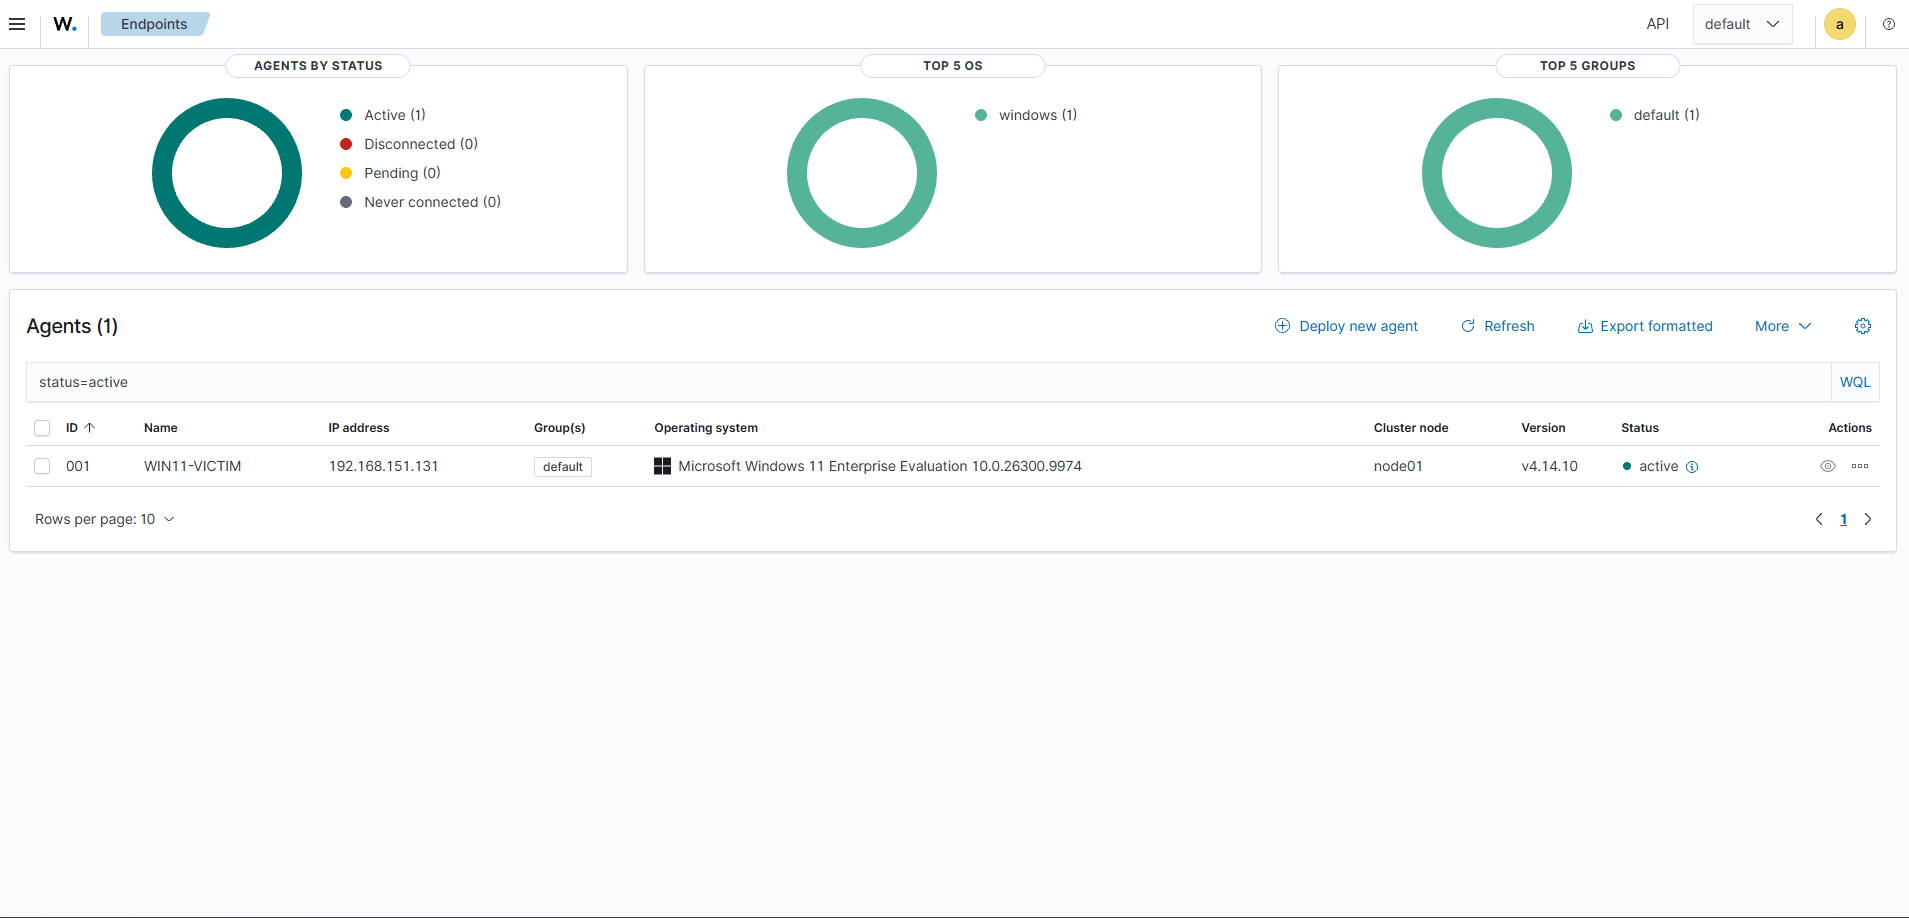 W. Endpoints API default a
AGENTS BY STATUS
Active (1)
Disconnected (0)
Pending (0)
Never connected (0)
TOP 5 OS
windows (1)
TOP 5 GROUPS
default (1)
Agents (1) Deploy new agent Refresh Export formatted More
status=active WQL
ID Name IP address Group(s) Operating system Cluster node Version Status Actions
001 WIN11-VICTIM 192.168.151.131 default Microsoft Windows 11 Enterprise Evaluation 10.0.26300.9974 node01 v4.14.10 active
Rows per page: 10 1